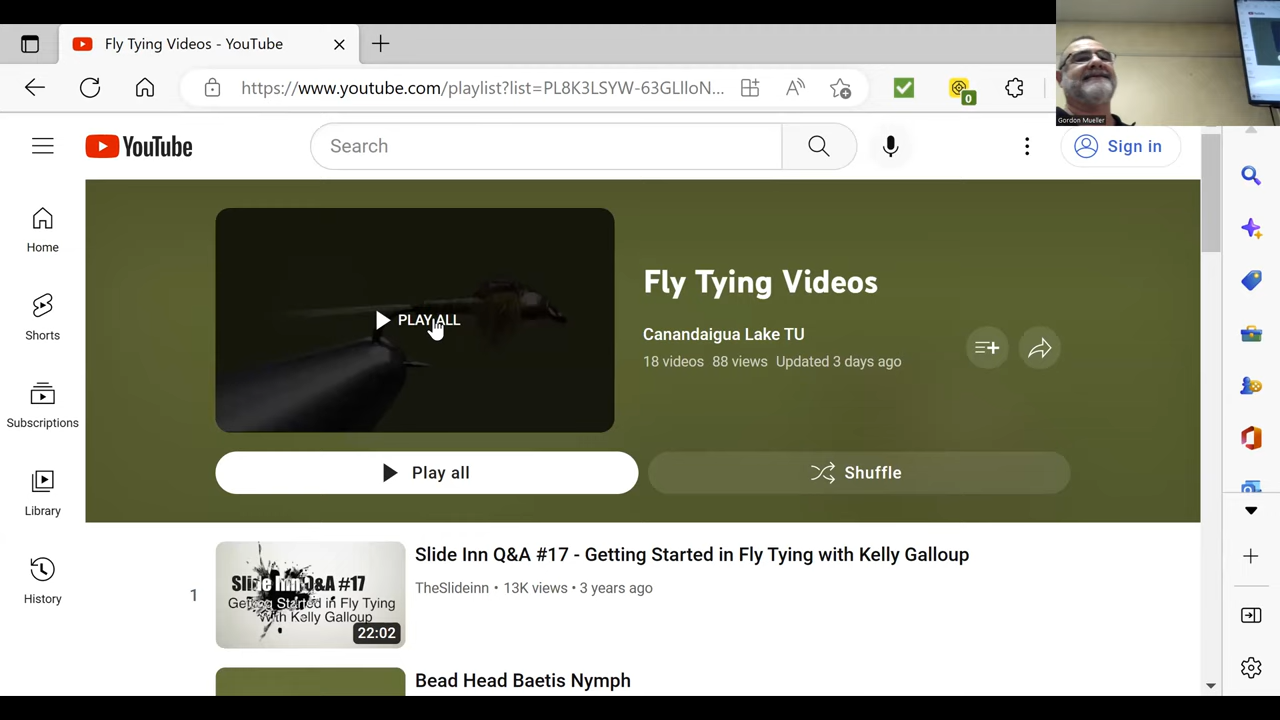 Fly Tying Videos - YouTube
https://www.youtube.com/playlist?list=PL8K3LSYW-63GLlloN...
0
Gordon Mueller
YouTube
Search
Sign in
Home
Shorts
Subscriptions
Library
History
PLAY ALL
Fly Tying Videos
Canandaigua Lake TU
18 videos 88 views Updated 3 days ago
Play all
Shuffle
1
Slide Inn Q&A #17
Getting Started in Fly Tying
With Kelly Galloup
22:02
Slide Inn Q&A #17 - Getting Started in Fly Tying with Kelly Galloup
TheSlideinn • 13K views • 3 years ago
Bead Head Baetis Nymph